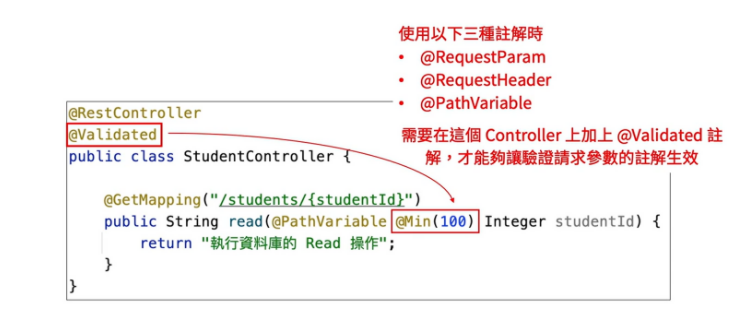 使用以下三種註解時
• @RequestParam
• @RequestHeader
• @PathVariable
需要在這個 Controller 上加上 @Validated 註
解，才能夠讓驗證請求參數的註解生效
@RestController
@Validated
public class StudentController {
@GetMapping("/students/{studentId}")
public String read(@PathVariable @Min(100) Integer studentId) {
return "執行資料庫的 Read 操作";
}
}